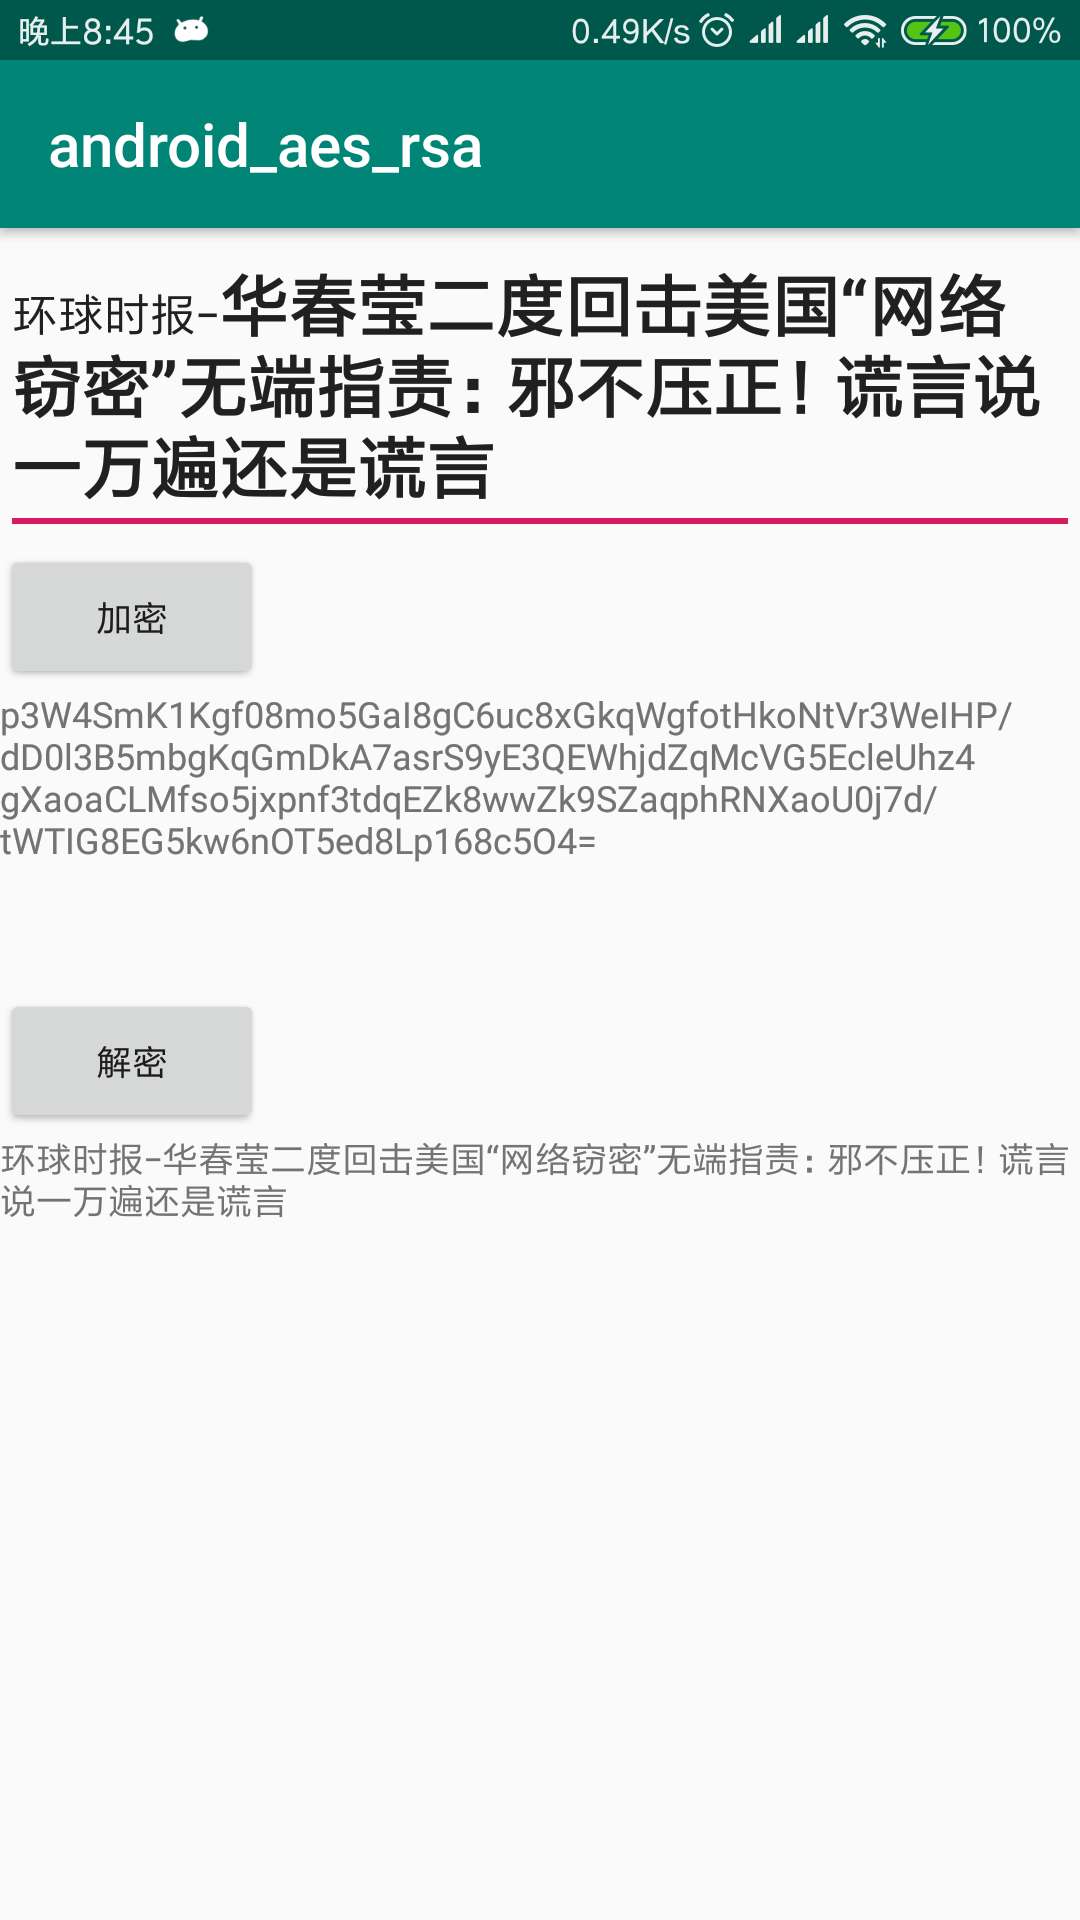 晚上8:45 0.49K/s 100%
android_aes_rsa
环球时报-华春莹二度回击美国“网络
窃密”无端指责：邪不压正！谎言说
一万遍还是谎言
加密
p3W4SmK1Kgf08mo5GaI8gC6uc8xGkqWgfotHkoNtVr3WeIHP/
dD0l3B5mbgKqGmDkA7asrS9yE3QEWhjdZqMcVG5EcleUhz4
gXaoaCLMfso5jxpnf3tdqEZk8wwZk9SZaqphRNXaoU0j7d/
tWTIG8EG5kw6nOT5ed8Lp168c5O4=
解密
环球时报-华春莹二度回击美国“网络窃密”无端指责：邪不压正！谎言
说一万遍还是谎言